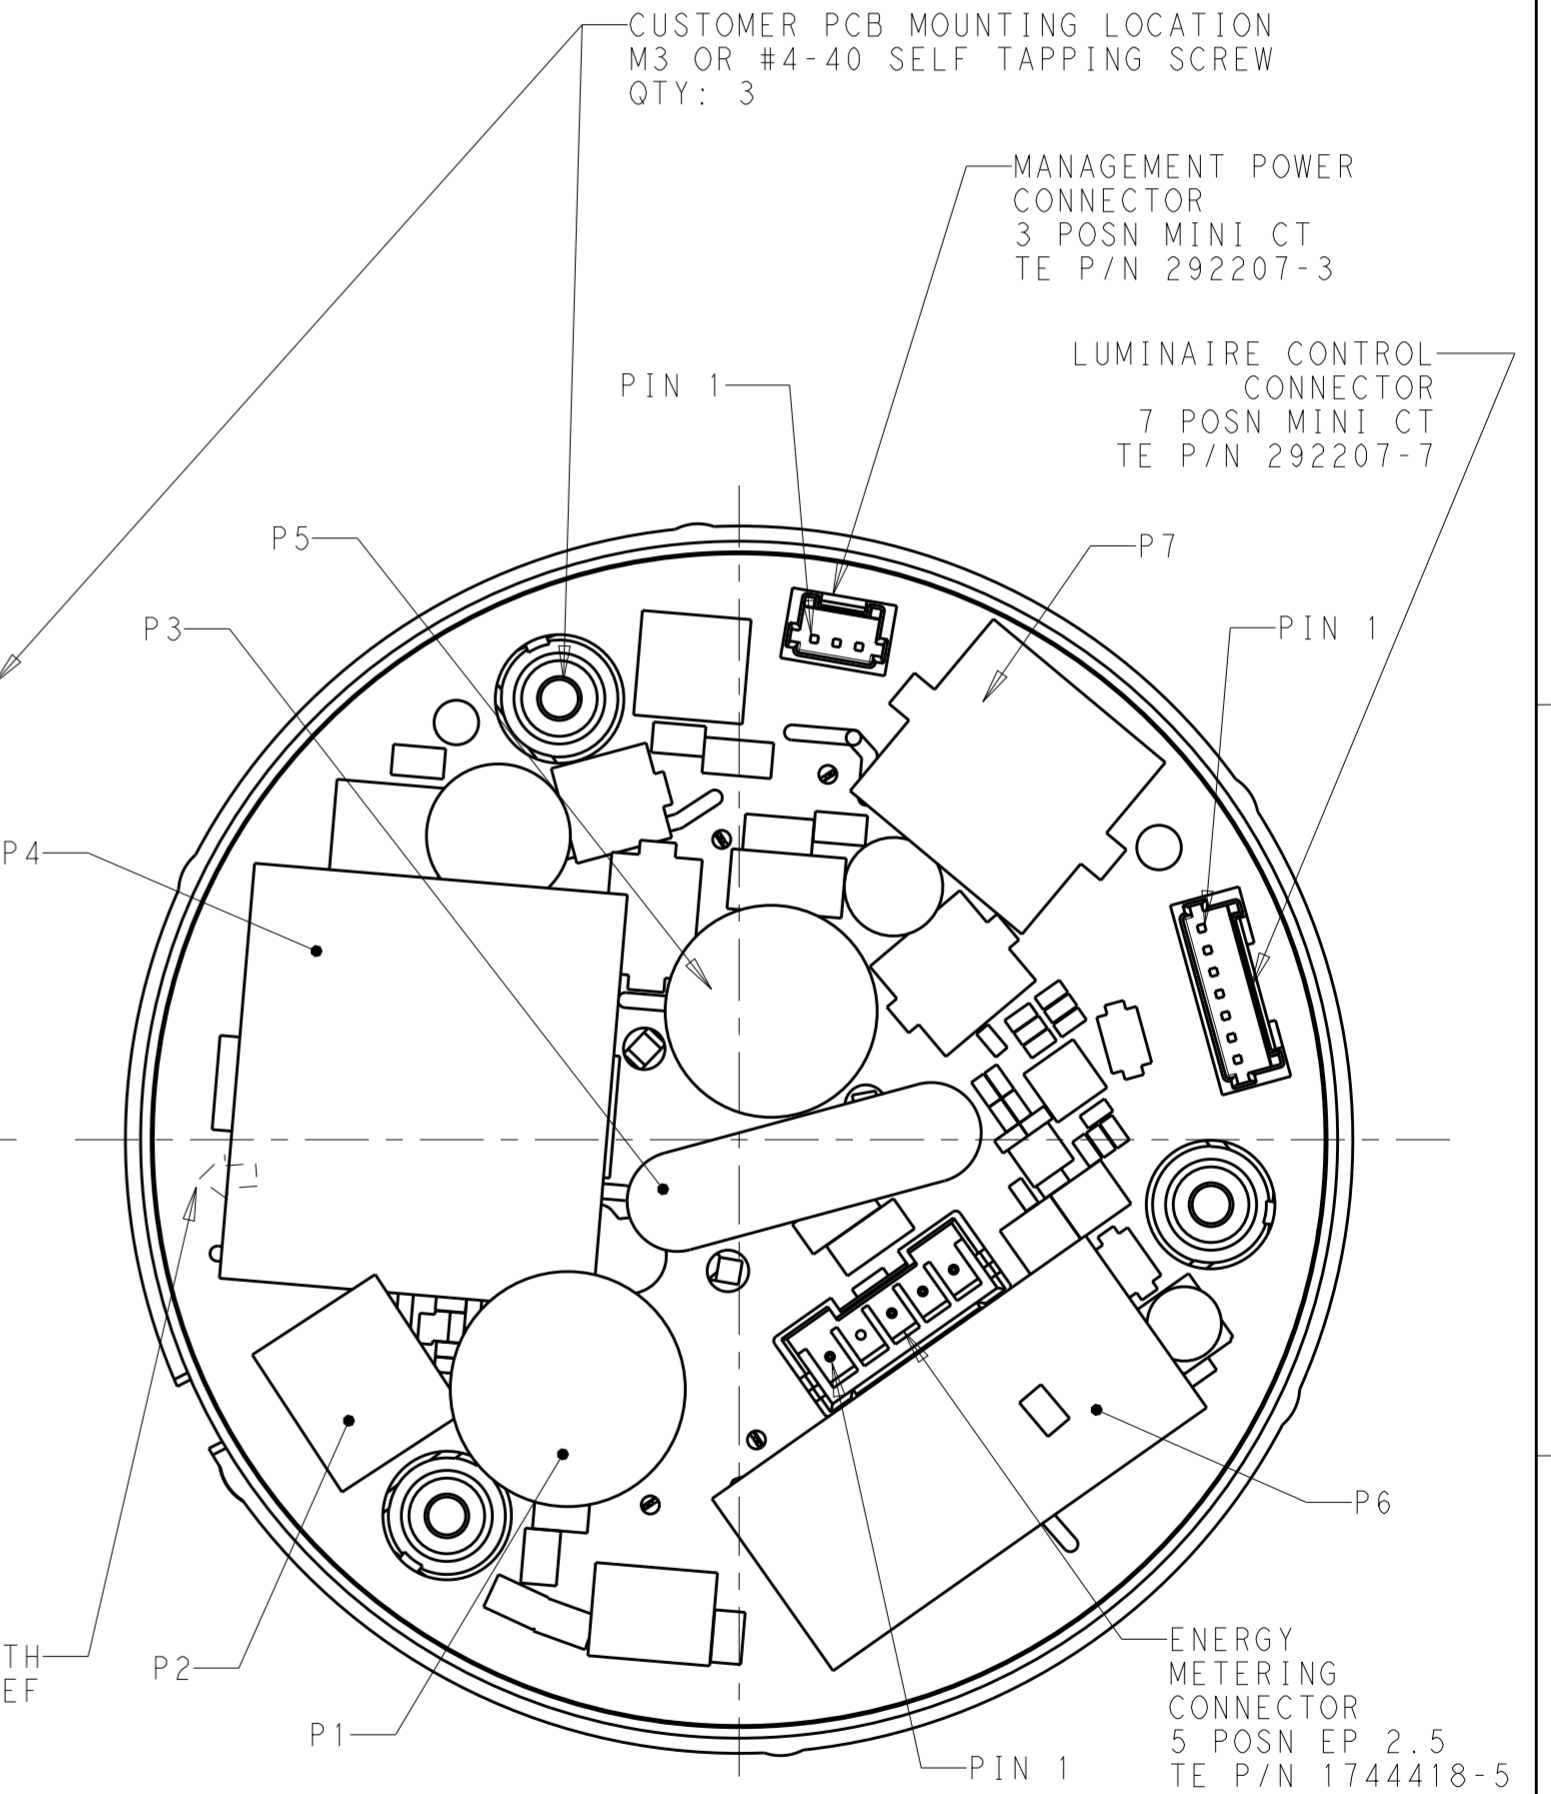 CUSTOMER PCB MOUNTING LOCATION
M3 OR #4-40 SELF TAPPING SCREW
QTY: 3
MANAGEMENT POWER
CONNECTOR
3 POSN MINI CT
TE P/N 292207-3
LUMINAIRE CONTROL
CONNECTOR
7 POSN MINI CT
TE P/N 292207-7
PIN 1
P5
P7
P3
PIN 1
P4
P6
TH
EF
P2
P1
ENERGY
METERING
CONNECTOR
5 POSN EP 2.5
TE P/N 1744418-5
PIN 1